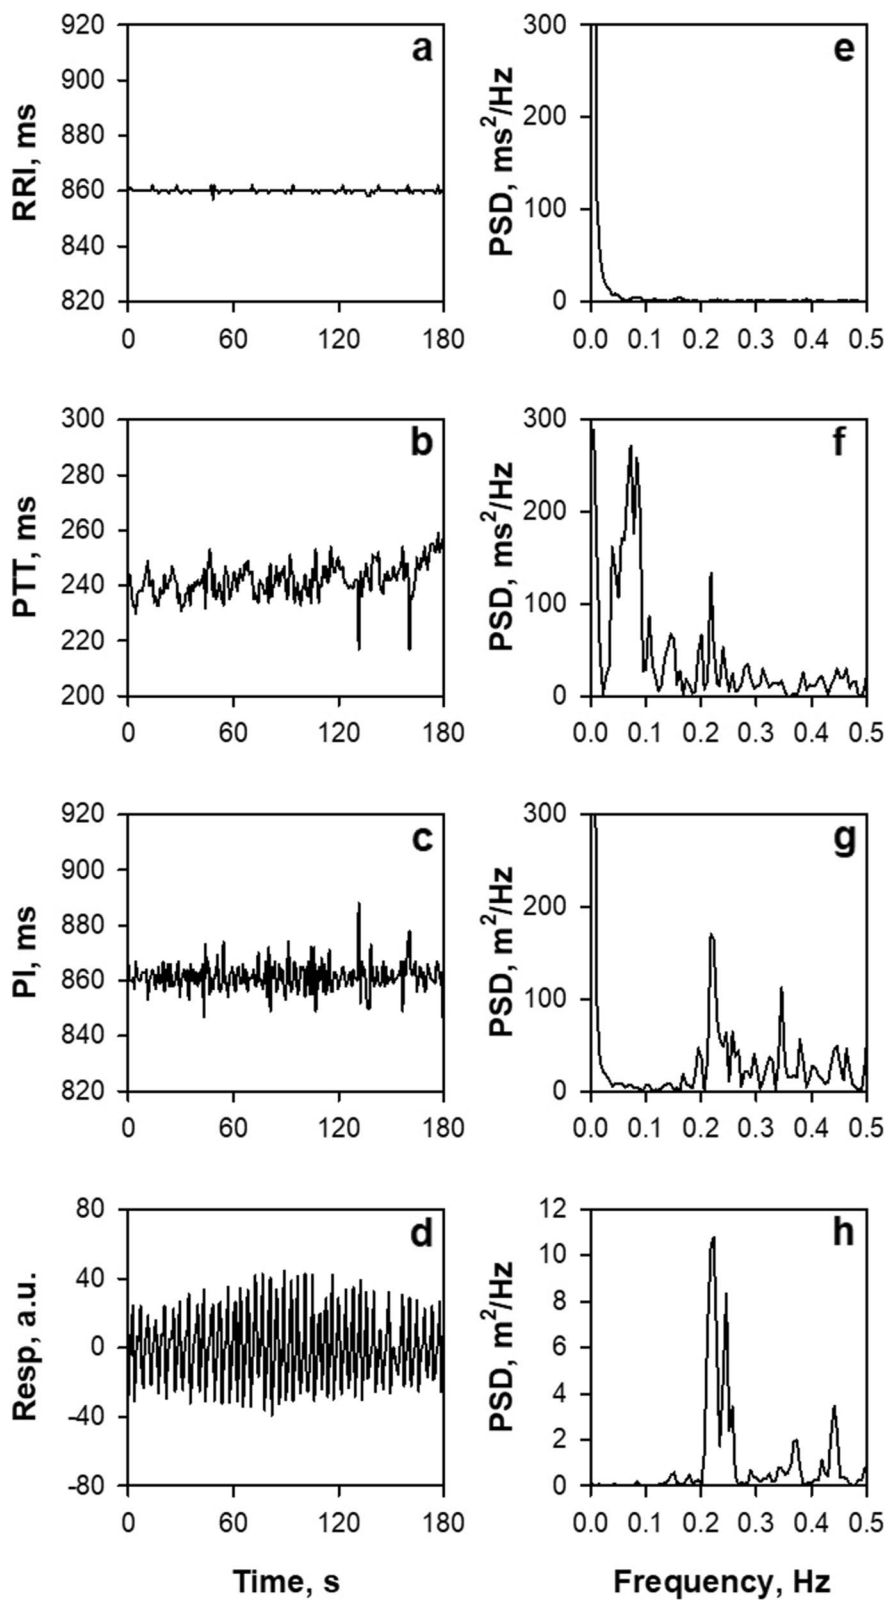 a
RRI, ms
920
900
880
860
840
820
0 60 120 180
e
PSD, ms²/Hz
300
200
100
0
0.0 0.1 0.2 0.3 0.4 0.5
b
PTT, ms
300
280
260
240
220
200
0 60 120 180
f
PSD, ms²/Hz
300
200
100
0
0.0 0.1 0.2 0.3 0.4 0.5
c
PI, ms
920
900
880
860
840
820
0 60 120 180
g
PSD, m²/Hz
300
200
100
0
0.0 0.1 0.2 0.3 0.4 0.5
d
Resp, a.u.
80
40
0
-40
-80
0 60 120 180
Time, s
h
PSD, m²/Hz
12
10
8
6
4
2
0
0.0 0.1 0.2 0.3 0.4 0.5
Frequency, Hz